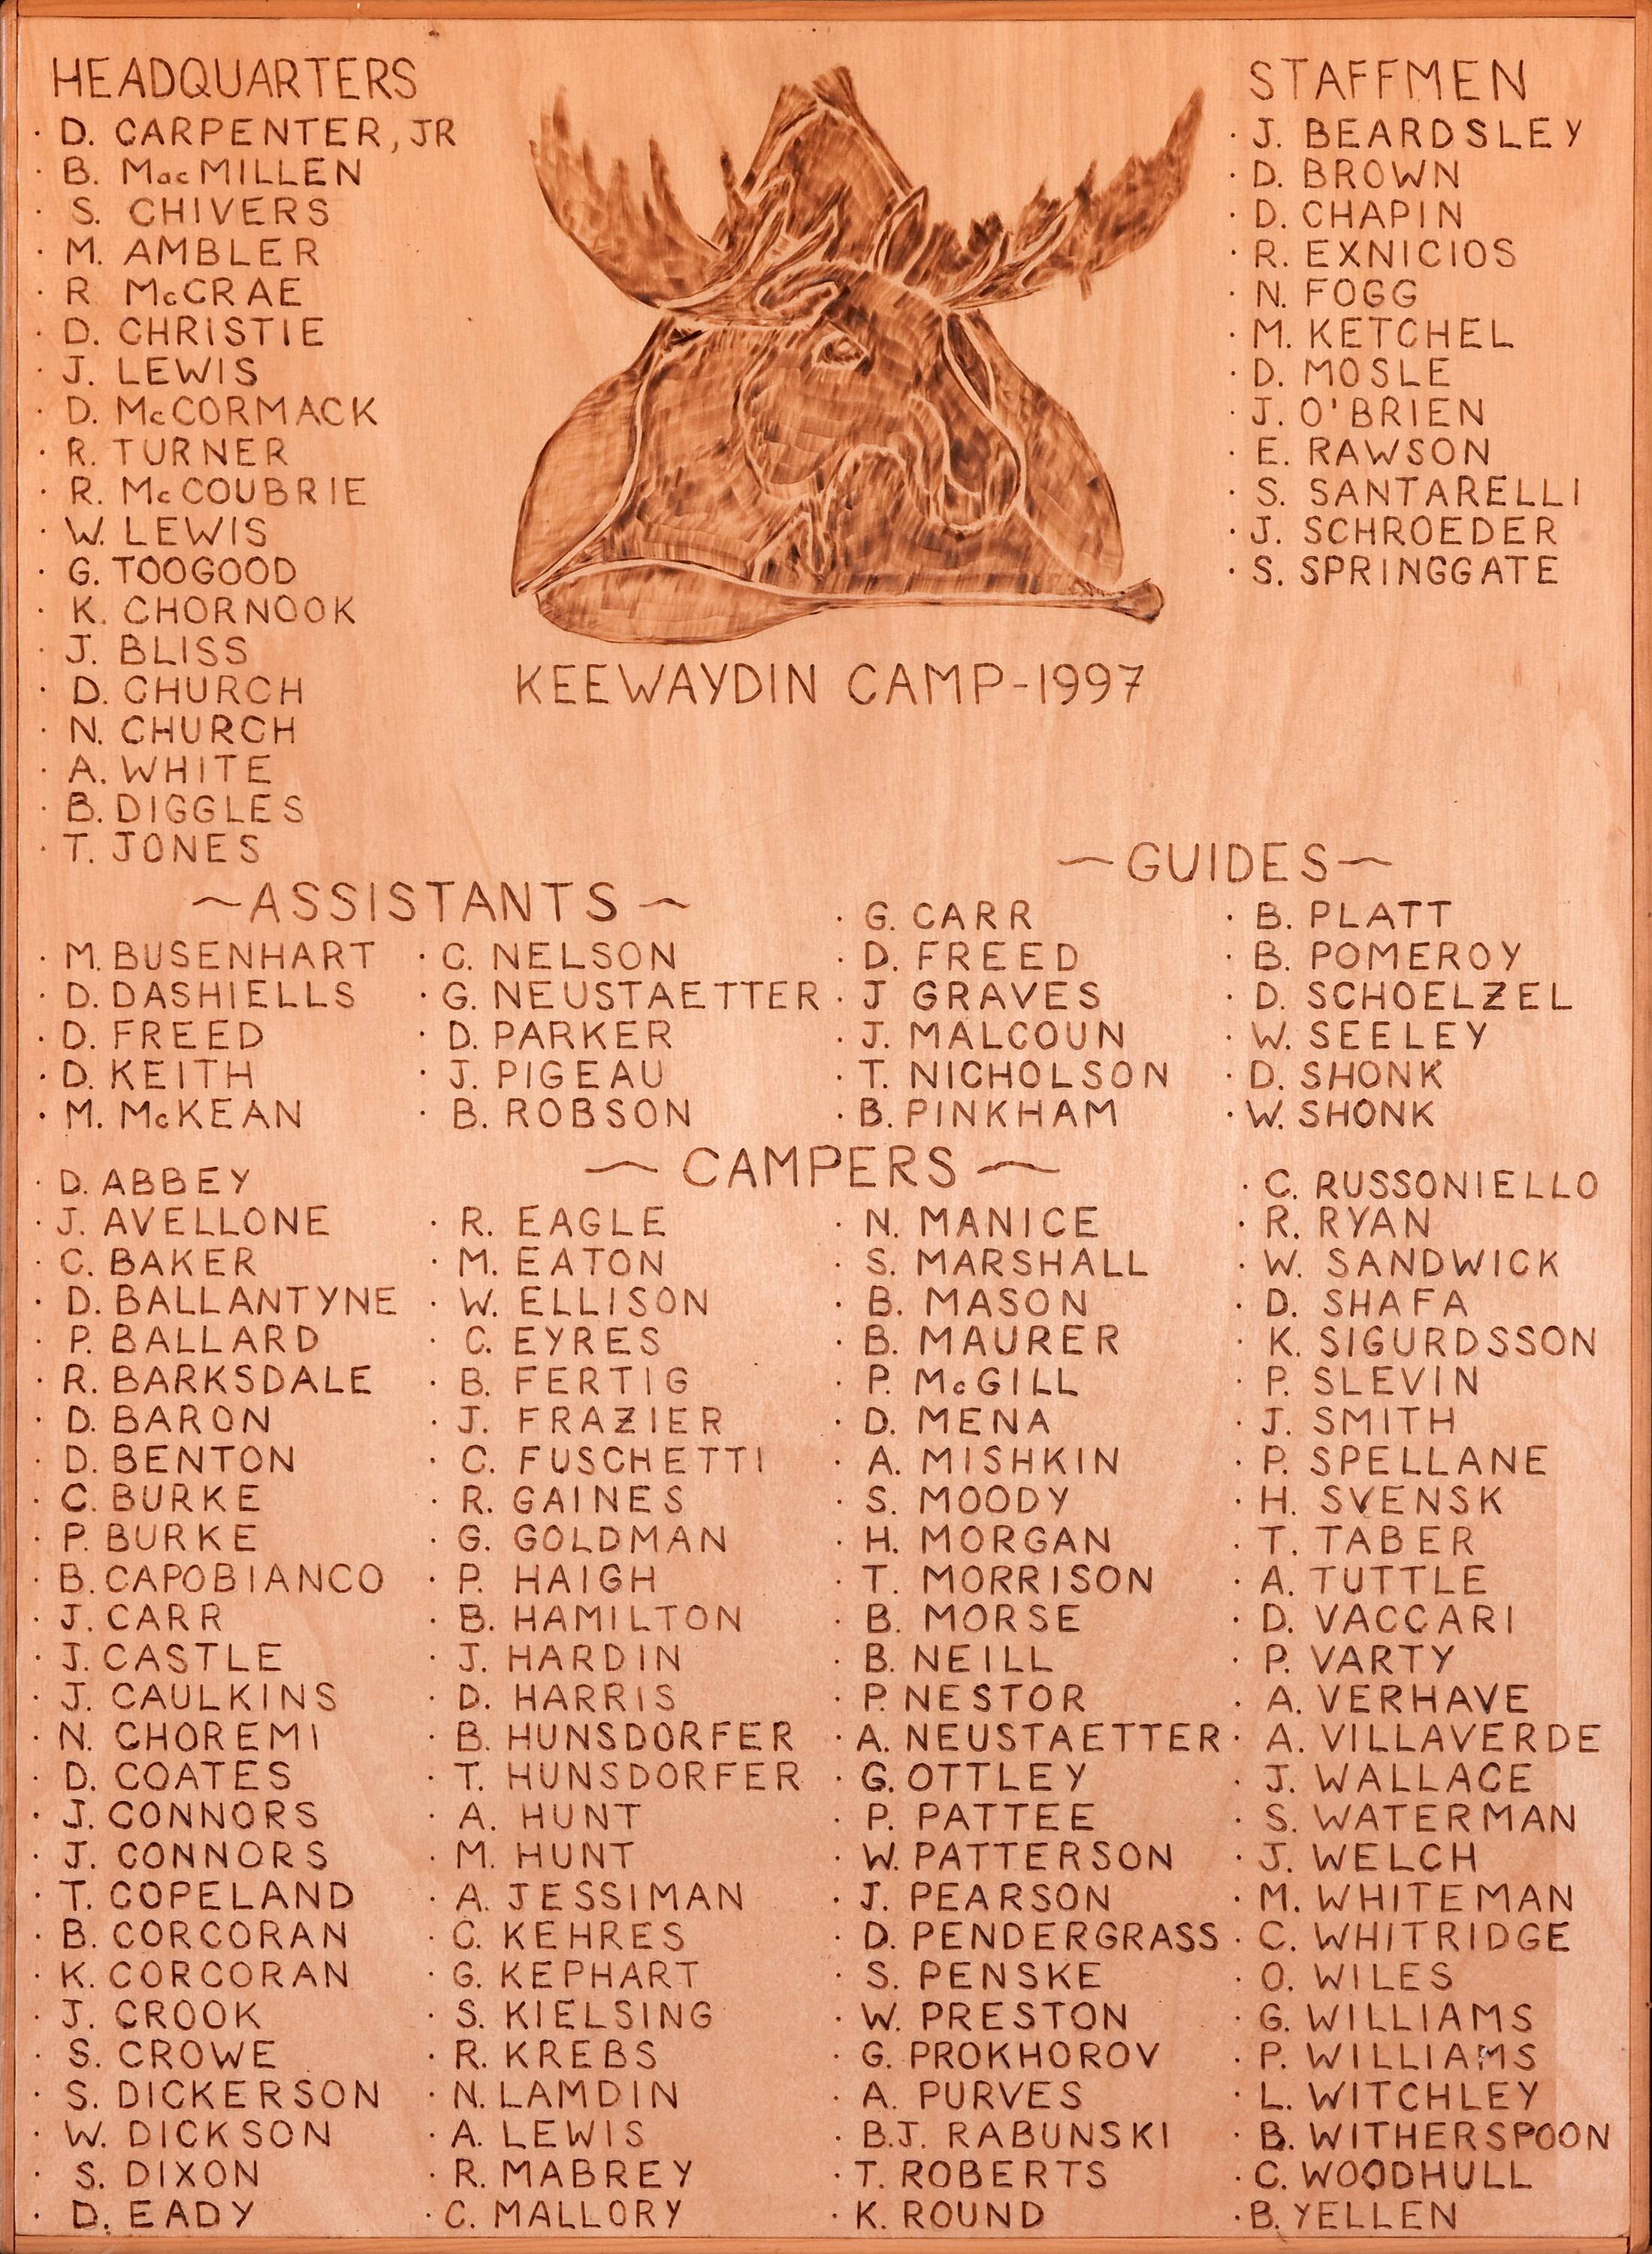 HEADQUARTERS
· D. CARPENTER, JR
· B. MacMILLEN
· S. CHIVERS
· M. AMBLER
· R McCRAE
· D. CHRISTIE
· J. LEWIS
· D. McCORMACK
· R. TURNER
· R. McCOUBRIE
· W. LEWIS
· G. TOOGOOD
· K. CHORNOOK
· J. BLISS
· D. CHURCH
· N. CHURCH
· A. WHITE
· B. DIGGLES
· T. JONES
KEEWAYDIN CAMP-1997
STAFFMEN
· J. BEARDSLEY
· D. BROWN
· D. CHAPIN
· R. EXNICIOS
· N. FOGG
· M. KETCHEL
· D. MOSLE
· J. O'BRIEN
· E. RAWSON
· S. SANTARELLI
· J. SCHROEDER
· S. SPRINGGATE
~ASSISTANTS~
· M. BUSENHART
· D. DASHIELLS
· D. FREED
· D. KEITH
· M. McKEAN
· C. NELSON
· G. NEUSTAETTER
· D. PARKER
· J. PIGEAU
· B. ROBSON
~GUIDES~
· G. CARR
· D. FREED
· J GRAVES
· J. MALCOUN
· T. NICHOLSON
· B. PINKHAM
· B. PLATT
· B. POMEROY
· D. SCHOELZEL
· W. SEELEY
· D. SHONK
· W. SHONK
~ CAMPERS ~
· D. ABBEY
· J. AVELLONE
· C. BAKER
· D. BALLANTYNE
· P. BALLARD
· R. BARKSDALE
· D. BARON
· D. BENTON
· C. BURKE
· P. BURKE
· B. CAPOBIANCO
· J. CARR
· J. CASTLE
· J. CAULKINS
· N. CHOREMI
· D. COATES
· J. CONNORS
· J. CONNORS
· T. COPELAND
· B. CORCORAN
· K. CORCORAN
· J. CROOK
· S. CROWE
· S. DICKERSON
· W. DICKSON
· S. DIXON
· D. EADY
· R. EAGLE
· M. EATON
· W. ELLISON
· C. EYRES
· B. FERTIG
· J. FRAZIER
· C. FUSCHETTI
· R. GAINES
· G. GOLDMAN
· P. HAIGH
· B. HAMILTON
· J. HARDIN
· D. HARRIS
· B. HUNSDORFER
· T. HUNSDORFER
· A. HUNT
· M. HUNT
· A. JESSIMAN
· C. KEHRES
· G. KEPHART
· S. KIELSING
· R. KREBS
· N. LAMDIN
· A. LEWIS
· R. MABREY
· C. MALLORY
· N. MANICE
· S. MARSHALL
· B. MASON
· B. MAURER
· P. McGILL
· D. MENA
· A. MISHKIN
· S. MOODY
· H. MORGAN
· T. MORRISON
· B. MORSE
· B. NEILL
· P. NESTOR
· A. NEUSTAETTER
· G. OTTLEY
· P. PATTEE
· W. PATTERSON
· J. PEARSON
· D. PENDERGRASS
· S. PENSKE
· W. PRESTON
· G. PROKHOROV
· A. PURVES
· B.J. RABUNSKI
· T. ROBERTS
· K. ROUND
· C. RUSSONIELLO
· R. RYAN
· W. SANDWICK
· D. SHAFA
· K. SIGURDSSON
· P. SLEVIN
· J. SMITH
· P. SPELLANE
· H. SVENSK
· T. TABER
· A. TUTTLE
· D. VACCARI
· P. VARTY
· A. VERHAVE
· A. VILLAVERDE
· J. WALLACE
· S. WATERMAN
· J. WELCH
· M. WHITEMAN
· C. WHITRIDGE
· O. WILES
· G. WILLIAMS
· P. WILLIAMS
· L. WITCHLEY
· B. WITHERSPOON
· C. WOODHULL
· B. YELLEN